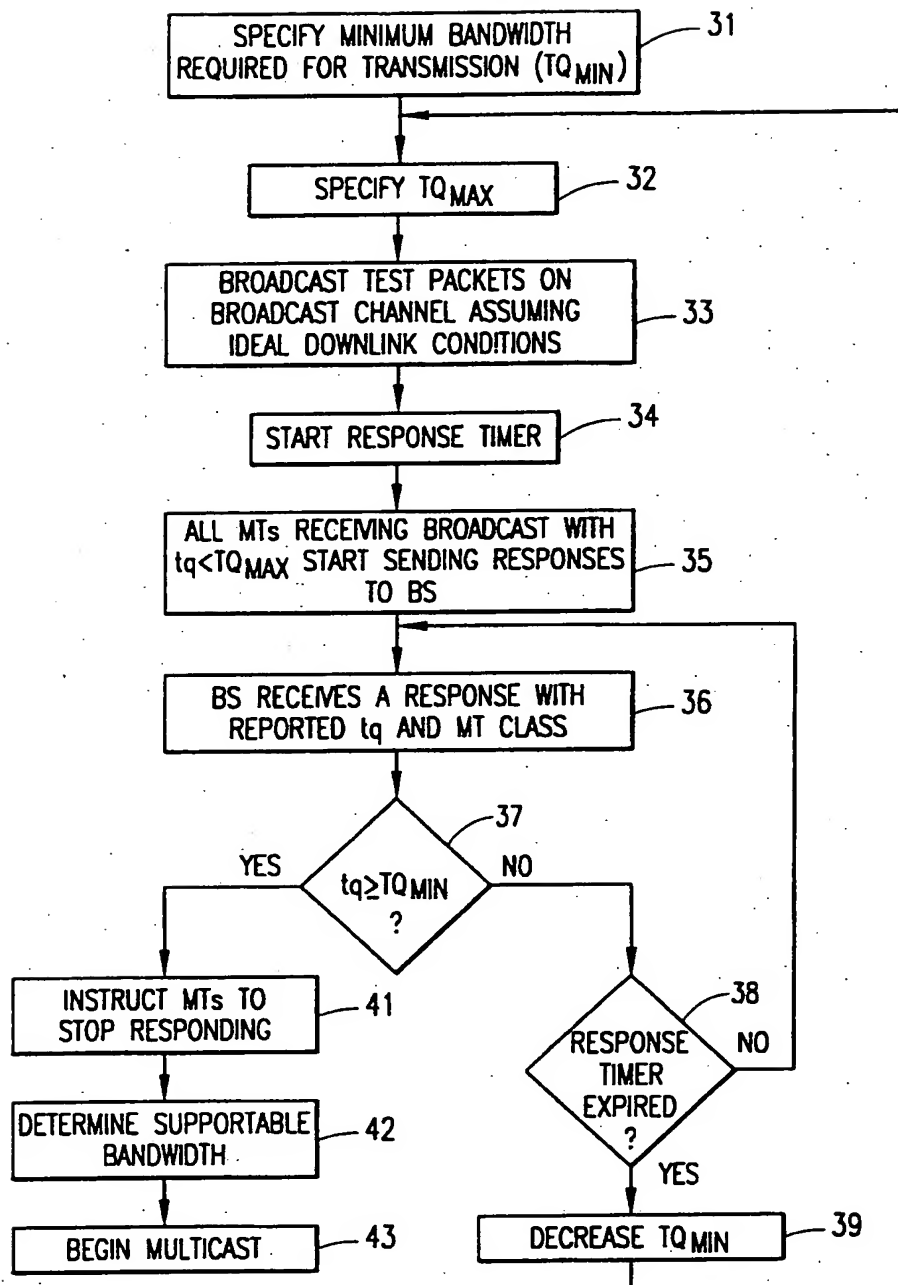 SPECIFY MINIMUM BANDWIDTH
REQUIRED FOR TRANSMISSION (TQMIN)
31
SPECIFY TQMAX
32
BROADCAST TEST PACKETS ON
BROADCAST CHANNEL ASSUMING
IDEAL DOWNLINK CONDITIONS
33
START RESPONSE TIMER
34
ALL MTs RECEIVING BROADCAST WITH
tq<TQMAX START SENDING RESPONSES
TO BS
35
BS RECEIVES A RESPONSE WITH
REPORTED tq AND MT CLASS
36
37
YES
tq≥TQMIN
?
NO
INSTRUCT MTs TO
STOP RESPONDING
41
38
RESPONSE
TIMER
EXPIRED
?
NO
DETERMINE SUPPORTABLE
BANDWIDTH
42
YES
BEGIN MULTICAST
43
DECREASE TQMIN
39